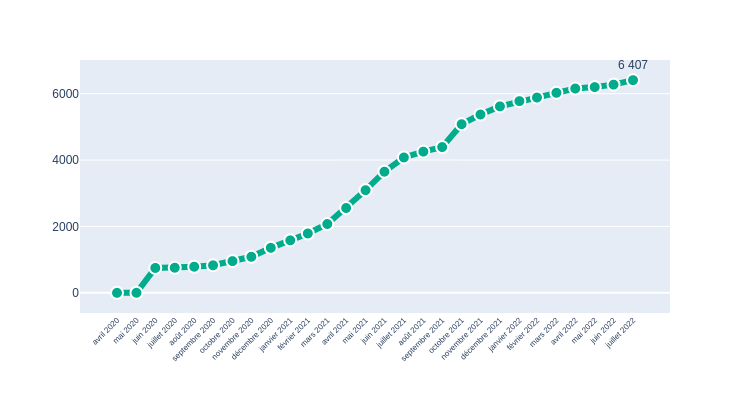 6 407
6000
4000
2000
0
avril 2020
mai 2020
juin 2020
juillet 2020
août 2020
septembre 2020
octobre 2020
novembre 2020
décembre 2020
janvier 2021
février 2021
mars 2021
avril 2021
mai 2021
juin 2021
juillet 2021
août 2021
septembre 2021
octobre 2021
novembre 2021
décembre 2021
janvier 2022
février 2022
mars 2022
avril 2022
mai 2022
juin 2022
juillet 2022